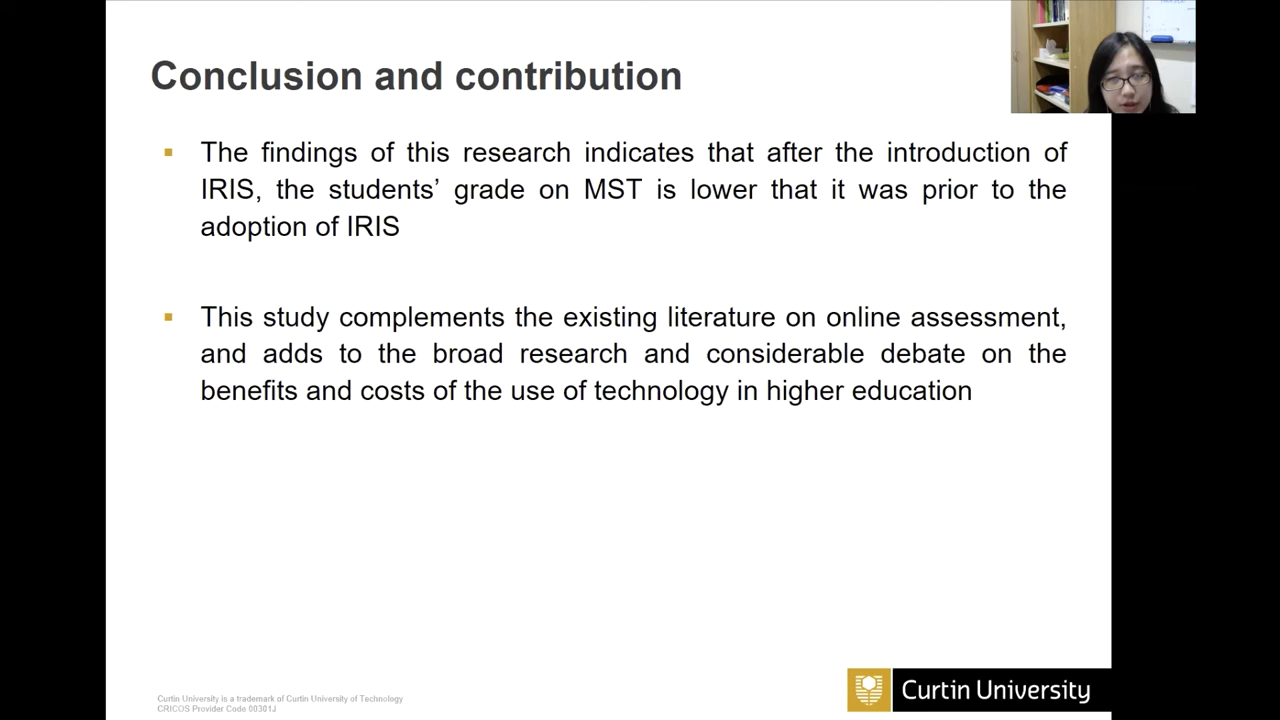 Conclusion and contribution
▪ The findings of this research indicates that after the introduction of
IRIS, the students’ grade on MST is lower that it was prior to the
adoption of IRIS
▪ This study complements the existing literature on online assessment,
and adds to the broad research and considerable debate on the
benefits and costs of the use of technology in higher education
Curtin University is a trademark of Curtin University of Technology
CRICOS Provider Code 00301J
Curtin University